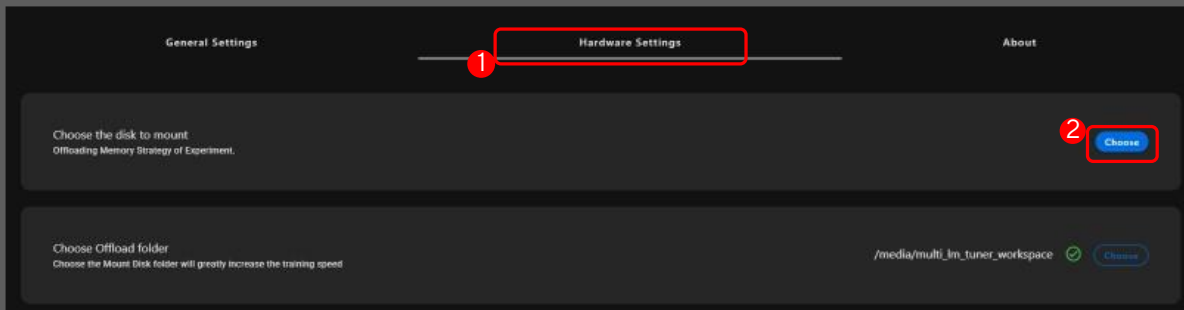 General Settings
Hardware Settings
About
1
Choose the disk to mount
Offloading Memory Strategy of Experiment.
2
Choose
Choose Offload folder
Choose the Mount Disk folder will greatly increase the training speed
/media/multi_lm_tuner_workspace
Choose